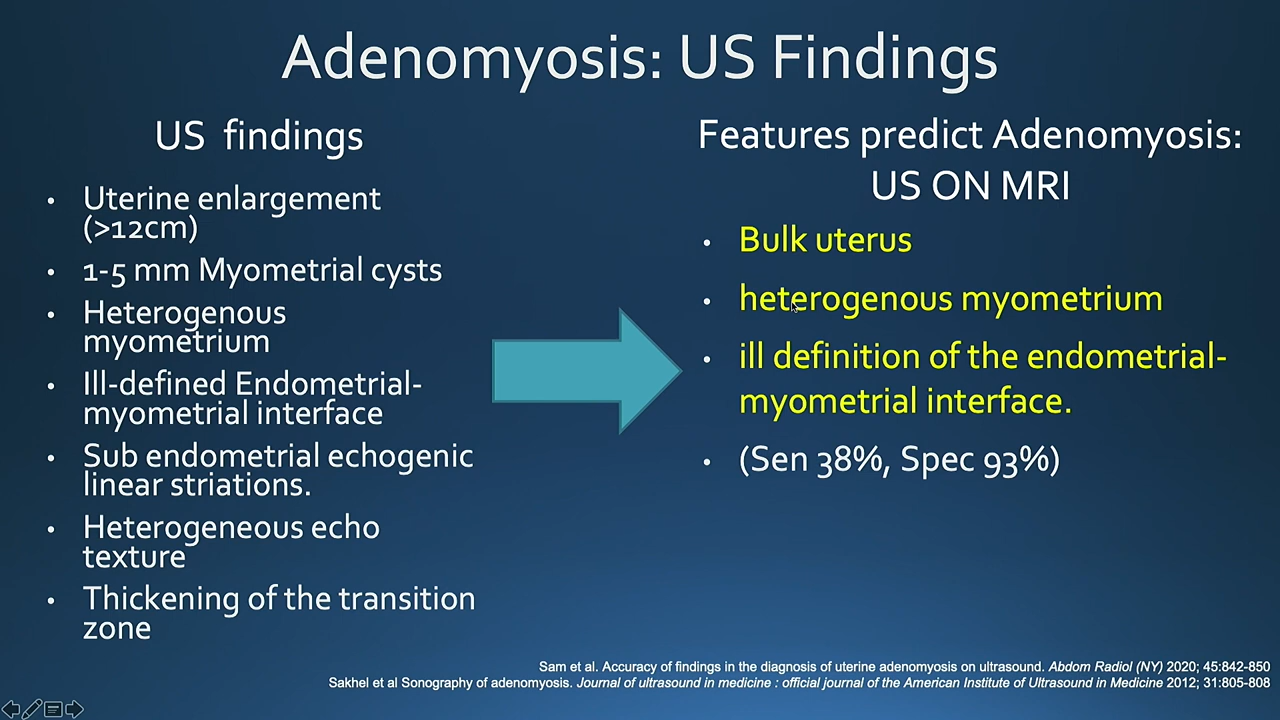 Adenomyosis: US Findings
US findings
• Uterine enlargement
(>12cm)
• 1-5 mm Myometrial cysts
• Heterogenous
myometrium
• Ill-defined Endometrial-
myometrial interface
• Sub endometrial echogenic
linear striations.
• Heterogeneous echo
texture
• Thickening of the transition
zone
Features predict Adenomyosis:
US ON MRI
• Bulk uterus
• heterogenous myometrium
• ill definition of the endometrial-
myometrial interface.
• (Sen 38%, Spec 93%)
Sam et al. Accuracy of findings in the diagnosis of uterine adenomyosis on ultrasound. Abdom Radiol (NY) 2020; 45:842-850
Sakhel et al Sonography of adenomyosis. Journal of ultrasound in medicine : official journal of the American Institute of Ultrasound in Medicine 2012; 31:805-808